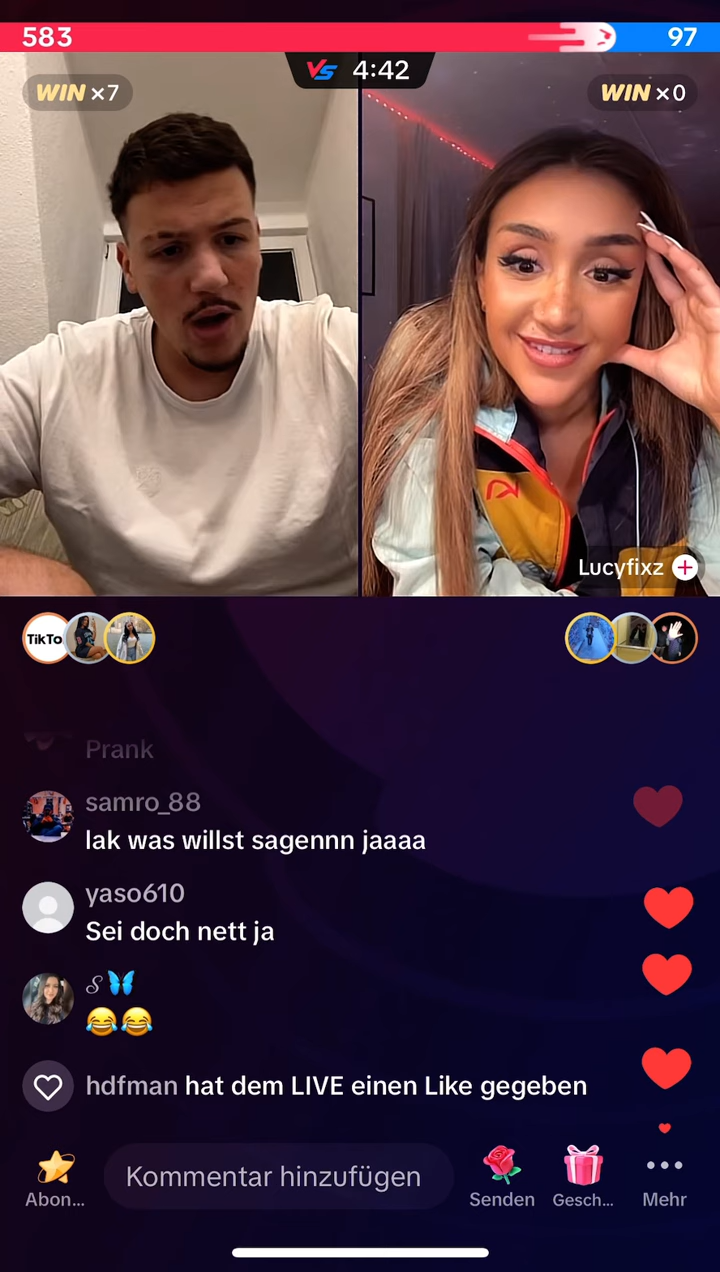 583
97
VS 4:42
WIN ×7
WIN ×0
Lucyfixz
TikTo
Prank
samro_88
lak was willst sagennn jaaaa
yaso610
Sei doch nett ja
𝒮 🦋
😂😂
hdfman hat dem LIVE einen Like gegeben
Kommentar hinzufügen
Abon...
Senden
Gesch...
Mehr